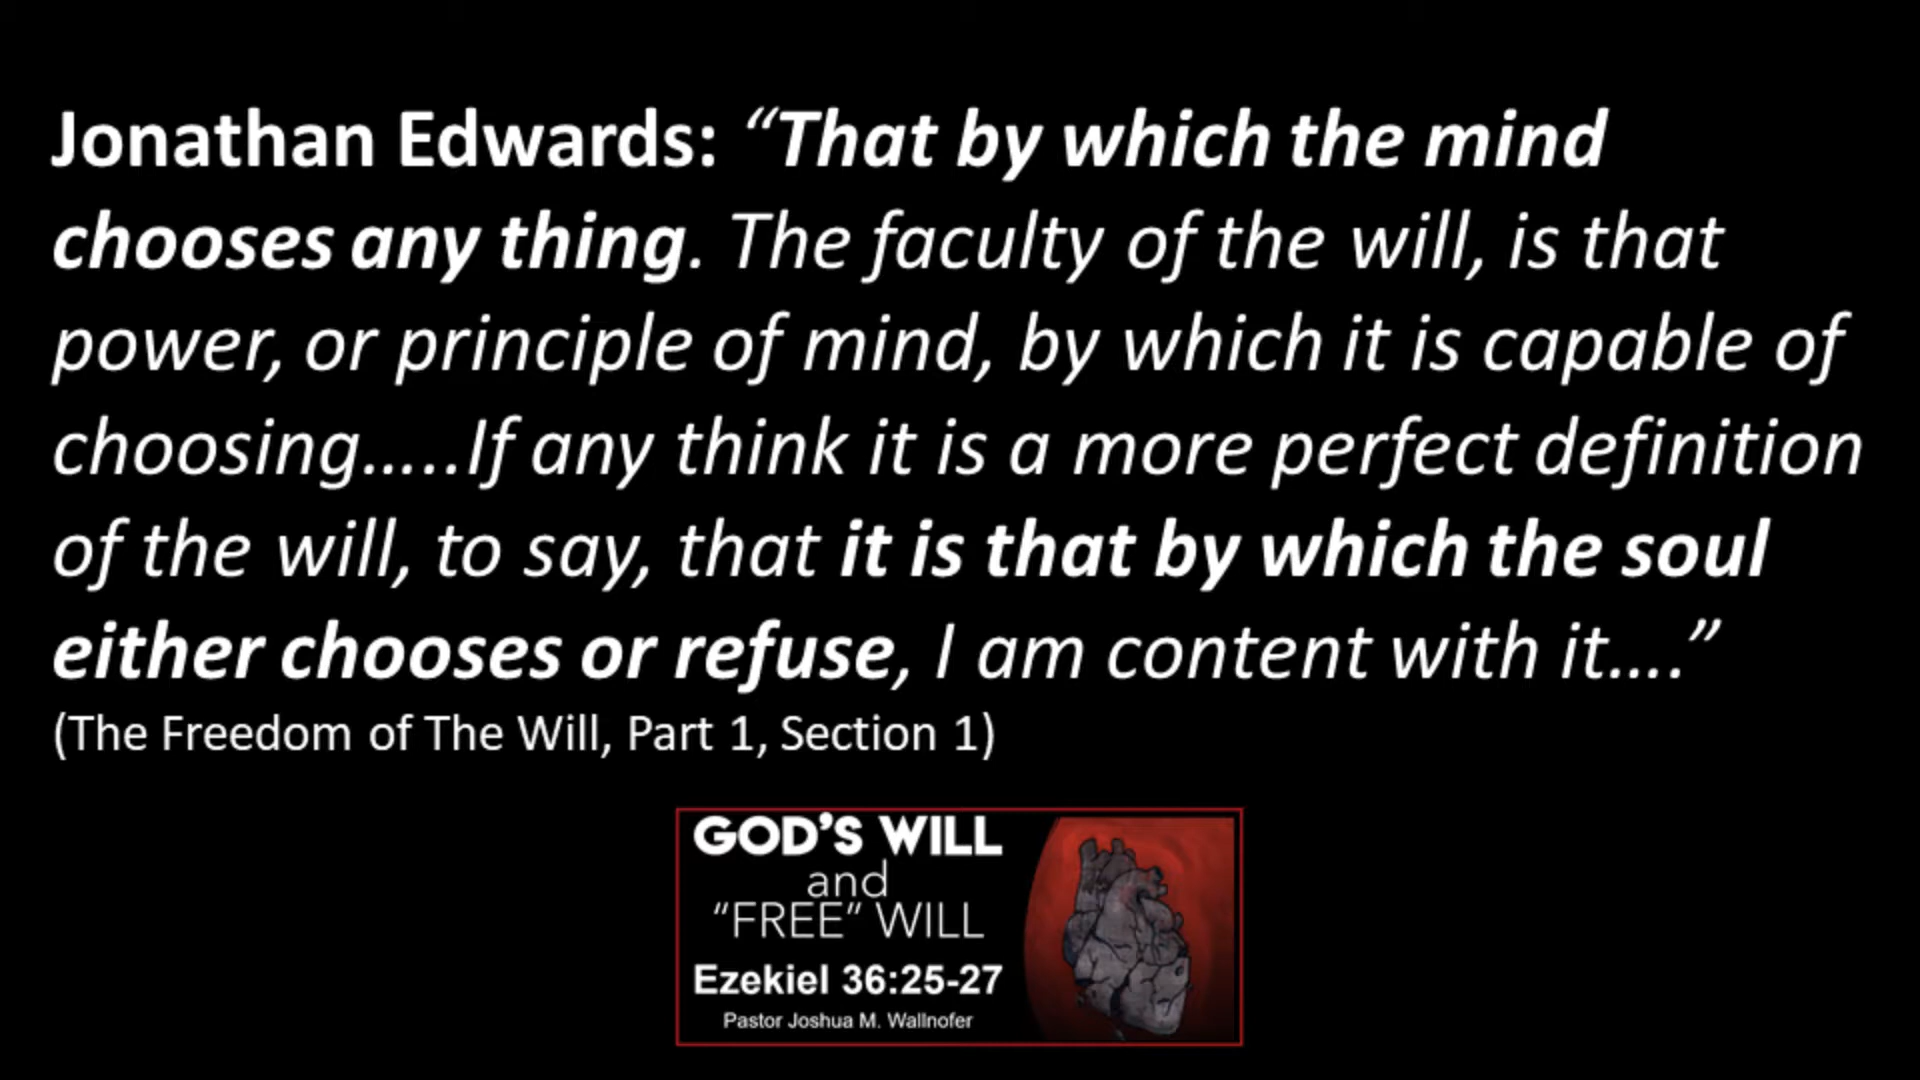 Jonathan Edwards: “That by which the mind
chooses any thing. The faculty of the will, is that
power, or principle of mind, by which it is capable of
choosing.....If any think it is a more perfect definition
of the will, to say, that it is that by which the soul
either chooses or refuse, I am content with it....”
(The Freedom of The Will, Part 1, Section 1)
GOD’S WILL
and
“FREE” WILL
Ezekiel 36:25-27
Pastor Joshua M. Wallnofer